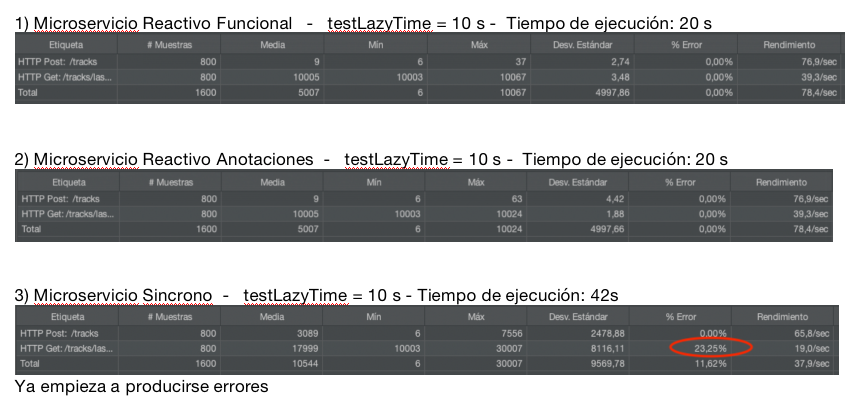 1) Microservicio Reactivo Funcional - testLazyTime = 10 s - Tiempo de ejecución: 20 s
Etiqueta # Muestras Media Mín Máx Desv. Estándar % Error Rendimiento
HTTP Post: /tracks 800 9 6 37 2,74 0,00% 76,9/sec
HTTP Get: /tracks/las... 800 10005 10003 10067 3,48 0,00% 39,3/sec
Total 1600 5007 6 10067 4997,86 0,00% 78,4/sec
2) Microservicio Reactivo Anotaciones - testLazyTime = 10 s - Tiempo de ejecución: 20 s
Etiqueta # Muestras Media Mín Máx Desv. Estándar % Error Rendimiento
HTTP Post: /tracks 800 9 6 63 4,42 0,00% 76,9/sec
HTTP Get: /tracks/las... 800 10005 10003 10024 1,88 0,00% 39,3/sec
Total 1600 5007 6 10024 4997,66 0,00% 78,4/sec
3) Microservicio Sincrono - testLazyTime = 10 s - Tiempo de ejecución: 42s
Etiqueta # Muestras Media Mín Máx Desv. Estándar % Error Rendimiento
HTTP Post: /tracks 800 3089 6 7556 2478,88 0,00% 65,8/sec
HTTP Get: /tracks/las... 800 17999 10003 30007 8116,11 23,25% 19,0/sec
Total 1600 10544 6 30007 9569,78 11,62% 37,9/sec
Ya empieza a producirse errores